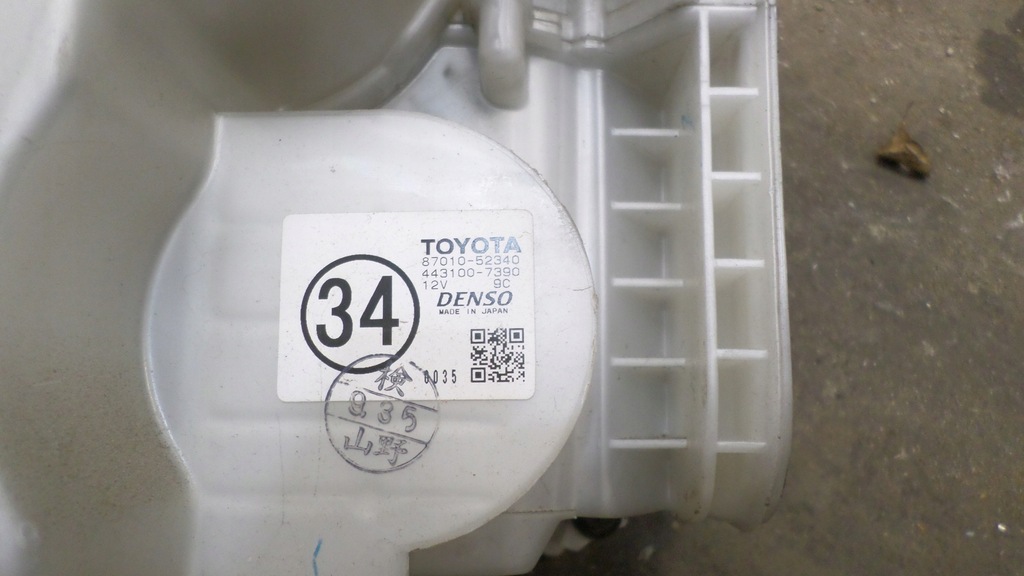 34
TOYOTA
87010-52340
443100-7390
12V 9C
DENSO
MADE IN JAPAN
6035
検
835
山野